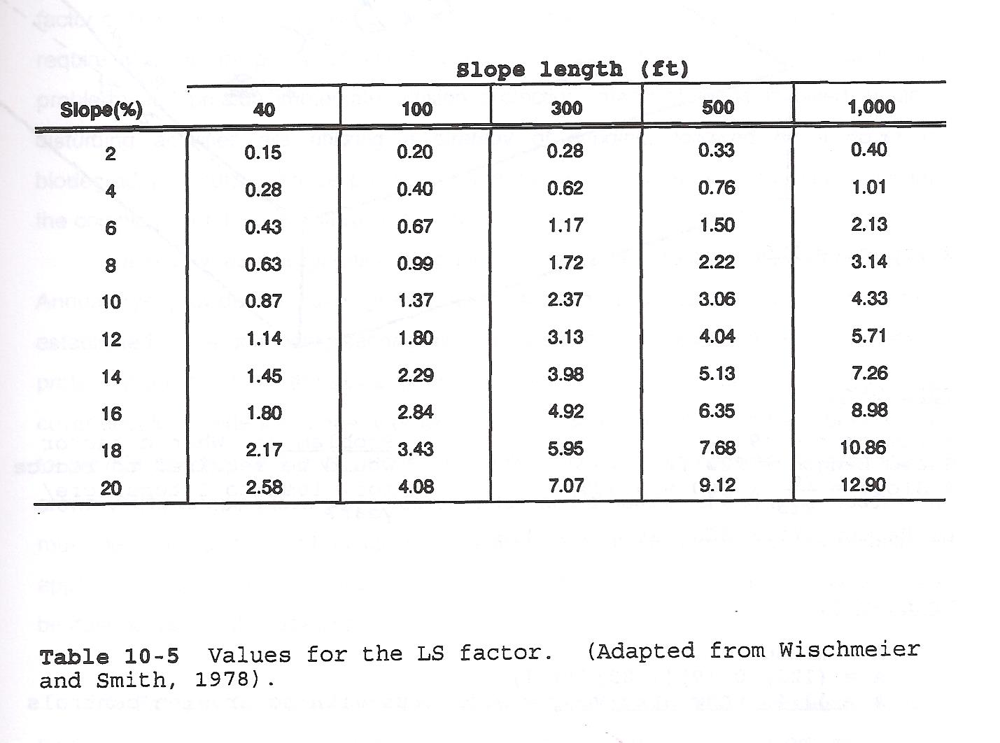 Slope length (ft)
Slope(%) 40 100 300 500 1,000
2 0.15 0.20 0.28 0.33 0.40
4 0.28 0.40 0.62 0.76 1.01
6 0.43 0.67 1.17 1.50 2.13
8 0.63 0.99 1.72 2.22 3.14
10 0.87 1.37 2.37 3.06 4.33
12 1.14 1.80 3.13 4.04 5.71
14 1.45 2.29 3.98 5.13 7.26
16 1.80 2.84 4.92 6.35 8.98
18 2.17 3.43 5.95 7.68 10.86
20 2.58 4.08 7.07 9.12 12.90
Table 10-5 Values for the LS factor. (Adapted from Wischmeier
and Smith, 1978).